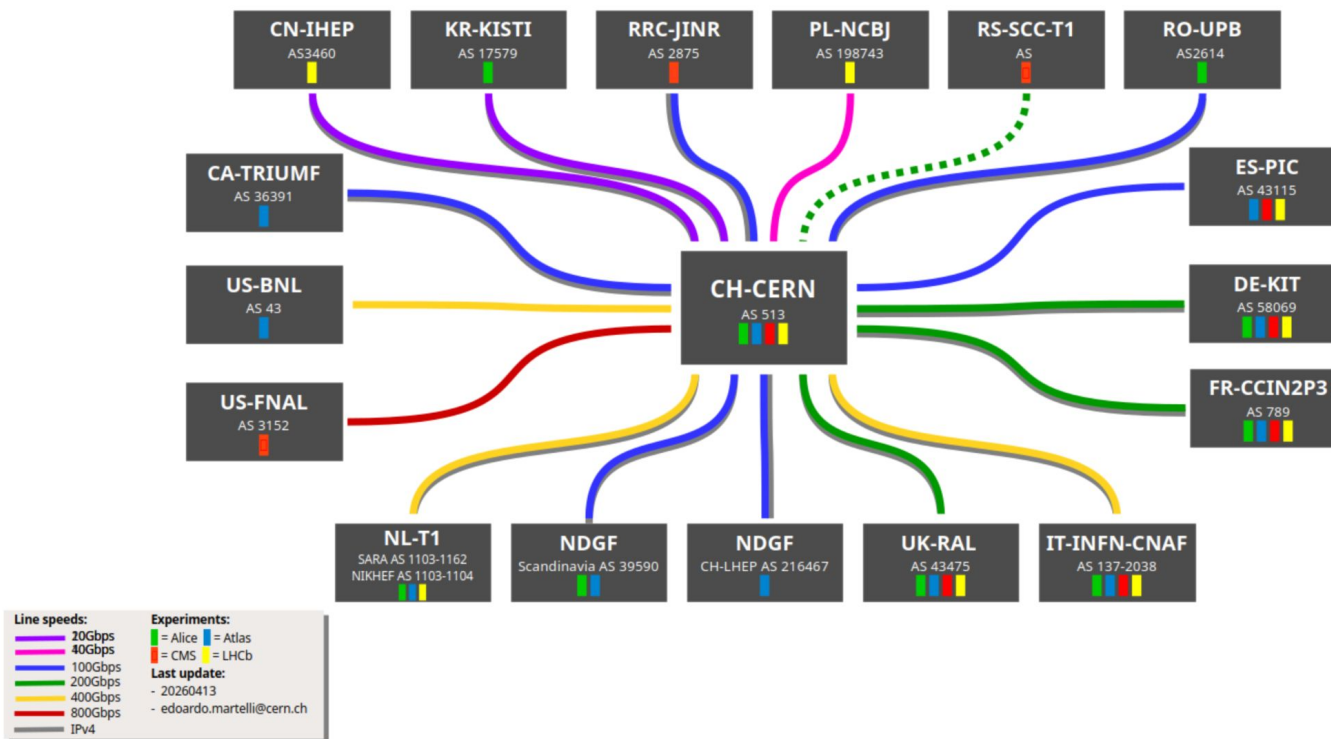 CN-IHEP
AS3460
KR-KISTI
AS 17579
RRC-JINR
AS 2875
PL-NCBJ
AS 198743
RS-SCC-T1
AS
RO-UPB
AS2614
CA-TRIUMF
AS 36391
ES-PIC
AS 43115
US-BNL
AS 43
CH-CERN
AS 513
DE-KIT
AS 58069
US-FNAL
AS 3152
FR-CCIN2P3
AS 789
NL-T1
SARA AS 1103-1162
NIKHEF AS 1103-1104
NDGF
Scandinavia AS 39590
NDGF
CH-LHEP AS 216467
UK-RAL
AS 43475
IT-INFN-CNAF
AS 137-2038
Line speeds:
20Gbps
40Gbps
100Gbps
200Gbps
400Gbps
800Gbps
IPv4
Experiments:
= Alice = Atlas
= CMS = LHCb
Last update:
- 20260413
- edoardo.martelli@cern.ch